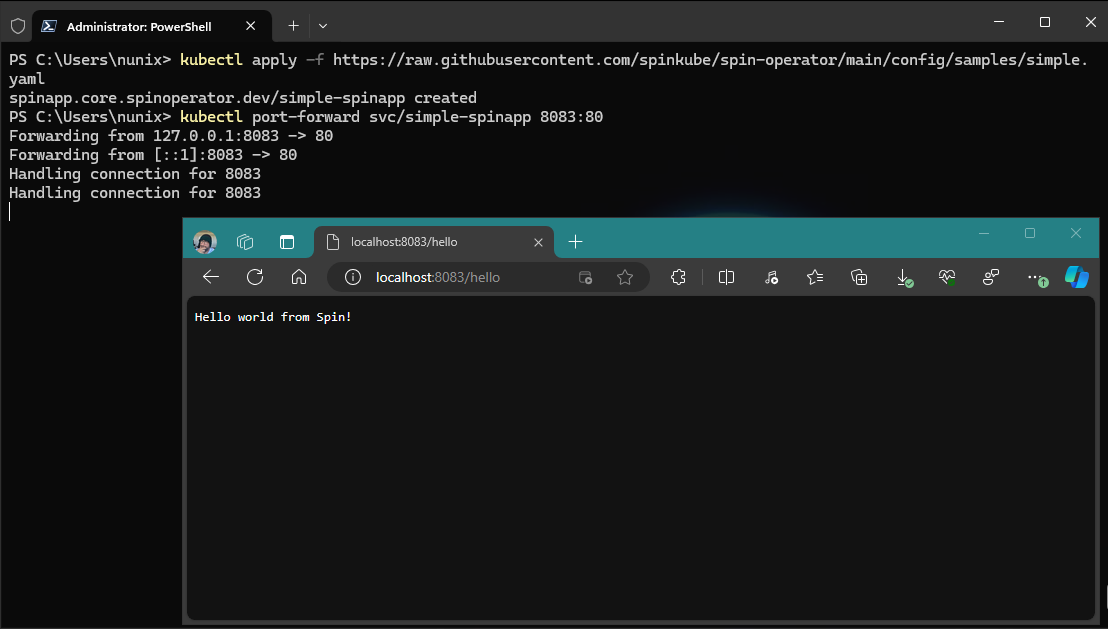 Administrator: PowerShell
PS C:\Users\nunix> kubectl apply -f https://raw.githubusercontent.com/spinkube/spin-operator/main/config/samples/simple.
yaml
spinapp.core.spinoperator.dev/simple-spinapp created
PS C:\Users\nunix> kubectl port-forward svc/simple-spinapp 8083:80
Forwarding from 127.0.0.1:8083 -> 80
Forwarding from [::1]:8083 -> 80
Handling connection for 8083
Handling connection for 8083
localhost:8083/hello
localhost:8083/hello
Hello world from Spin!